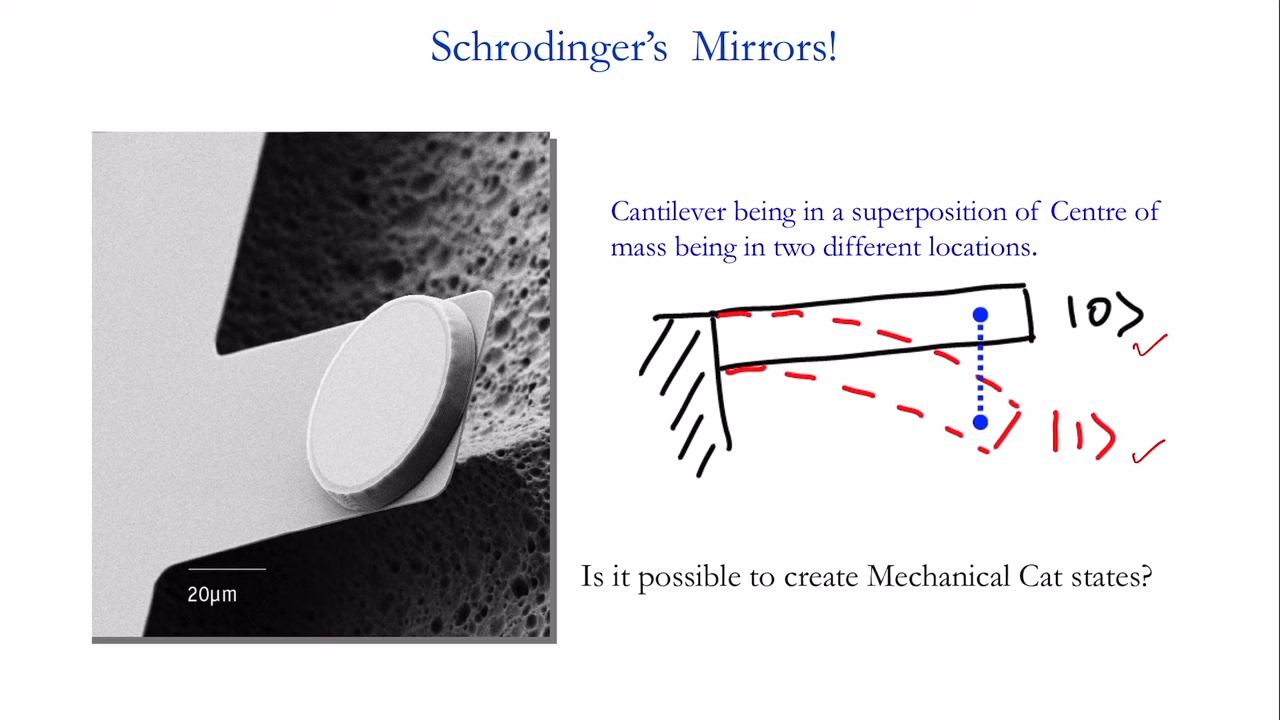 Schrodinger's Mirrors!
Cantilever being in a superposition of Centre of
mass being in two different locations.
|0>
|1>
20μm
Is it possible to create Mechanical Cat states?